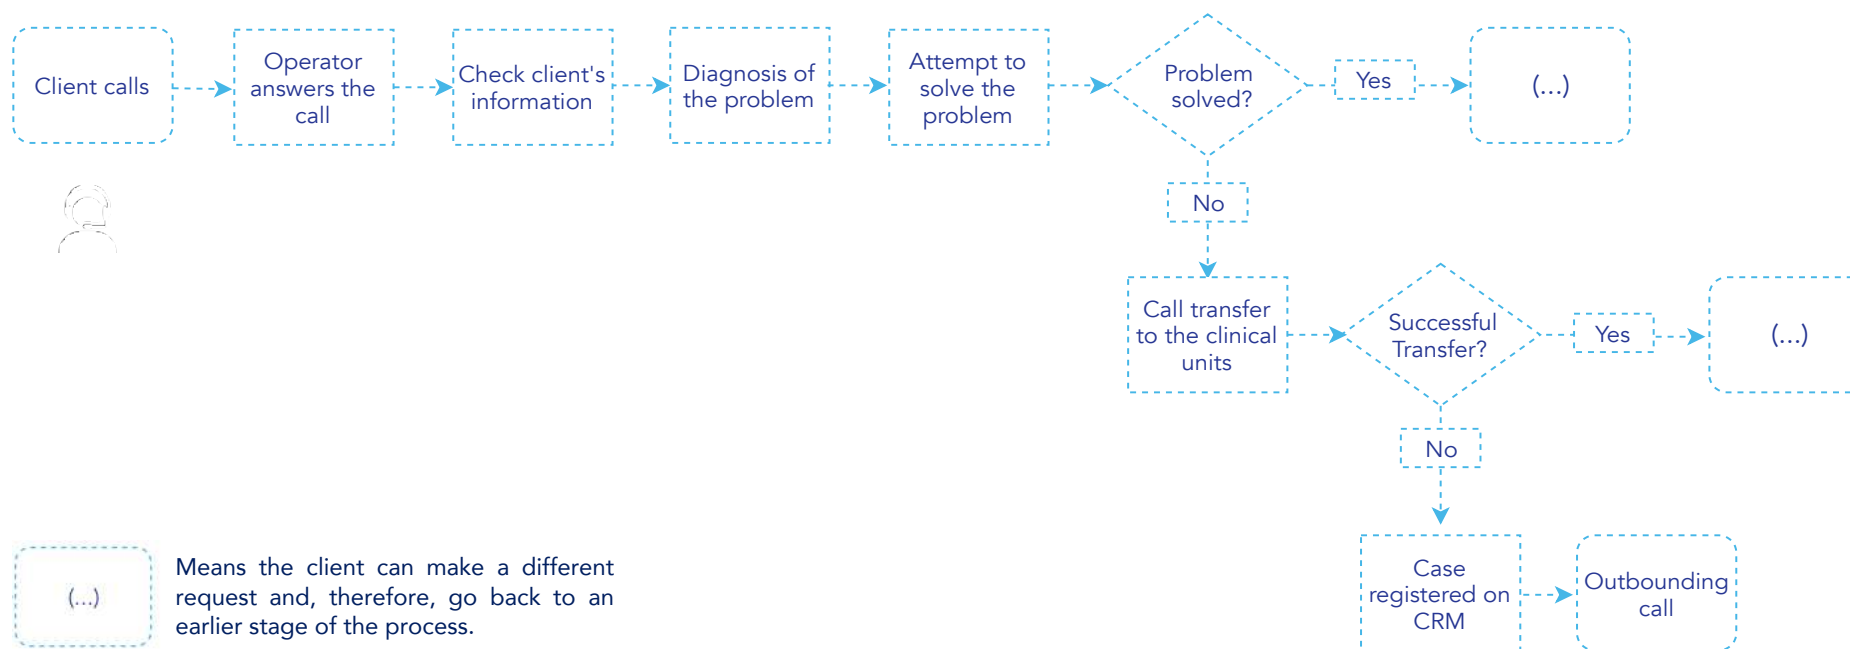 Client calls
Operator
answers the
call
Check client's
information
Diagnosis of
the problem
Attempt to
solve the
problem
Problem
solved?
Yes
(...)
No
Call transfer
to the clinical
units
Successful
Transfer?
Yes
(...)
No
Case
registered on
CRM
Outbounding
call
(...)
Means the client can make a different
request and, therefore, go back to an
earlier stage of the process.